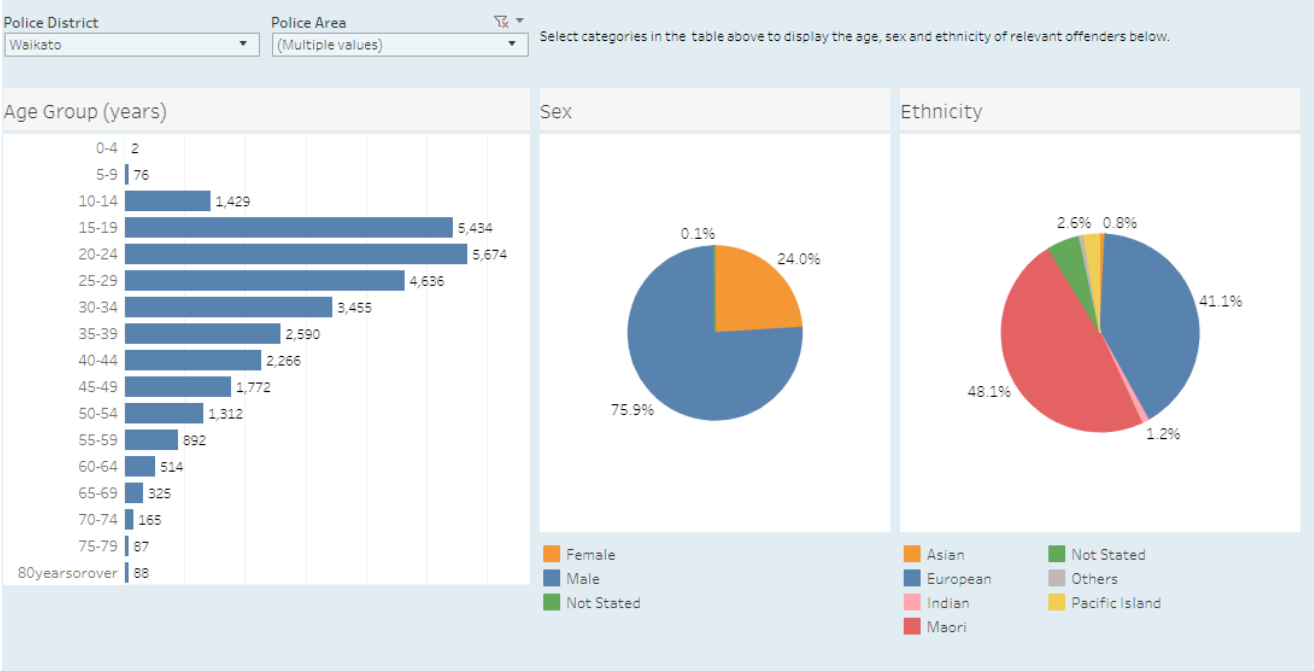 Police District
Waikato
Police Area
(Multiple values)
Select categories in the table above to display the age, sex and ethnicity of relevant offenders below.
Age Group (years)
0-4 2
5-9 76
10-14 1,429
15-19 5,434
20-24 5,674
25-29 4,636
30-34 3,455
35-39 2,590
40-44 2,266
45-49 1,772
50-54 1,312
55-59 892
60-64 514
65-69 325
70-74 165
75-79 87
80yearsorover 88
Sex
0.1%
24.0%
75.9%
Female
Male
Not Stated
Ethnicity
2.6% 0.8%
41.1%
48.1%
1.2%
Asian
European
Indian
Maori
Not Stated
Others
Pacific Island